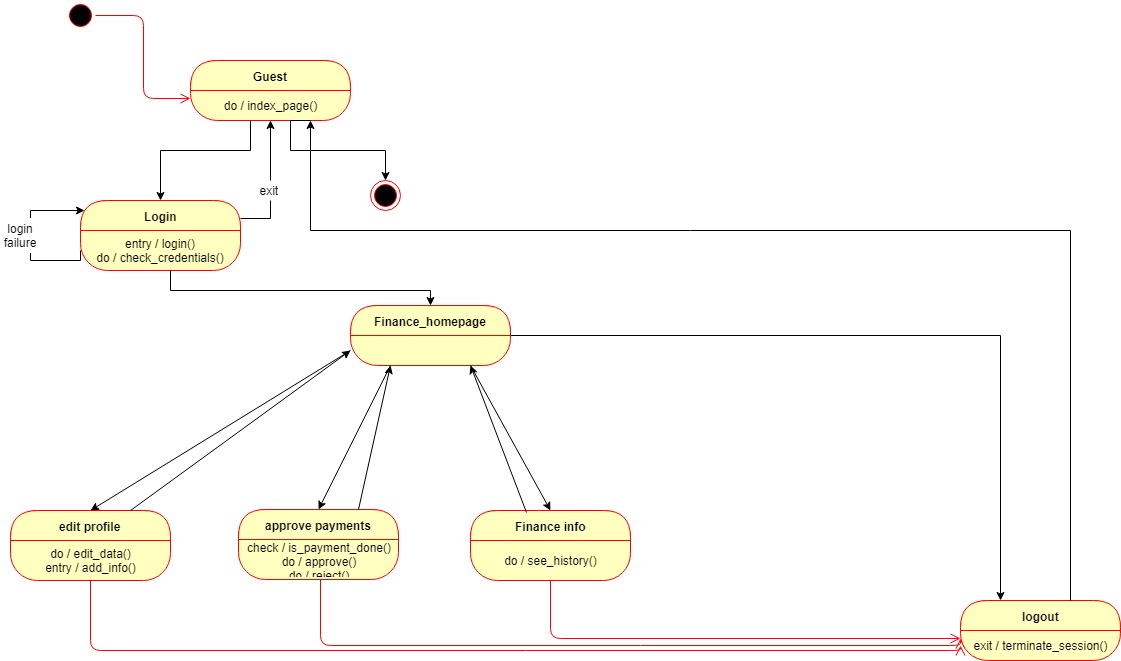 Guest
do / index_page()
exit
login
failure
Login
entry / login()
do / check_credentials()
Finance_homepage
edit profile
do / edit_data()
entry / add_info()
approve payments
check / is_payment_done()
do / approve()
do / reject()
Finance info
do / see_history()
logout
exit / terminate_session()